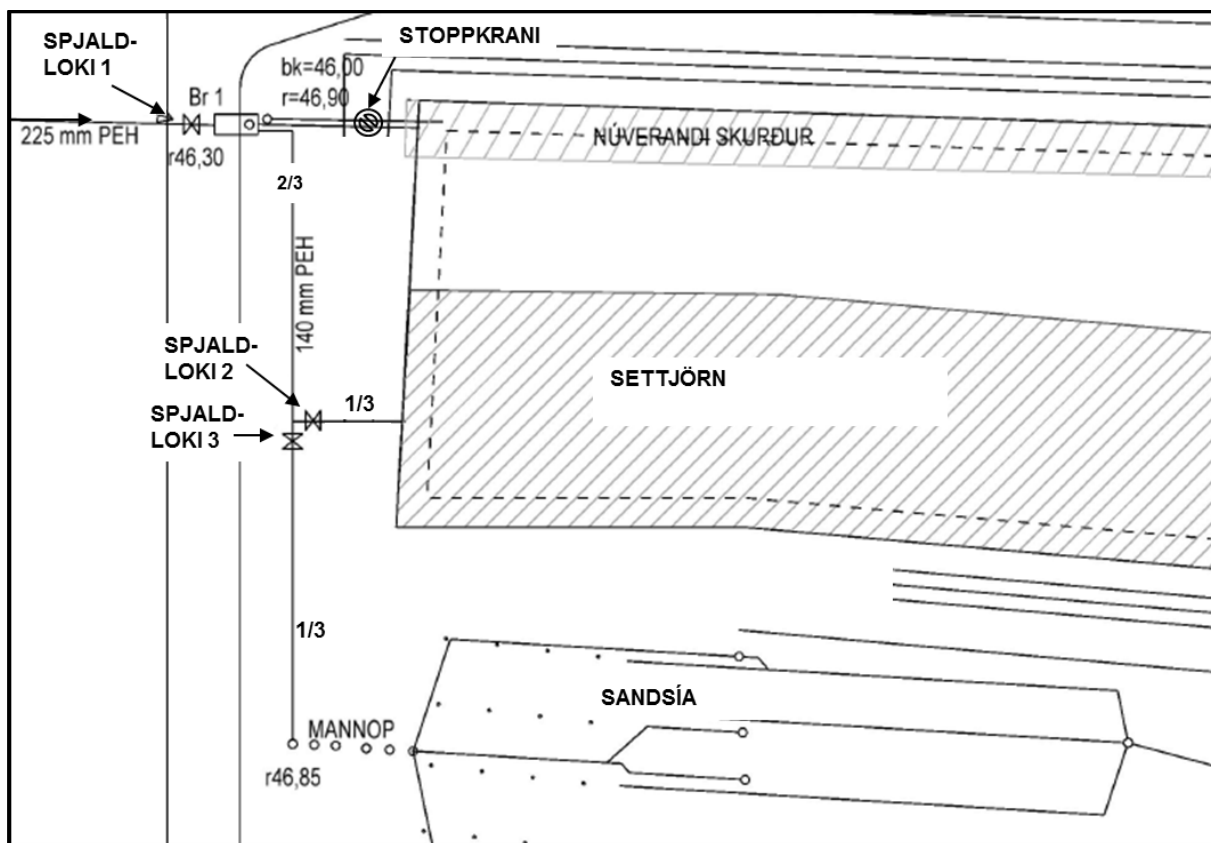 SPJALD-
LOKI 1
STOPPKRANI
bk=46,00
r=46,90
Br 1
225 mm PEH
r46,30
NÚVERANDI SKURÐUR
2/3
140 mm PEH
SPJALD-
LOKI 2
1/3
SETTJÖRN
SPJALD-
LOKI 3
1/3
SANDSÍA
MANNOP
r46,85